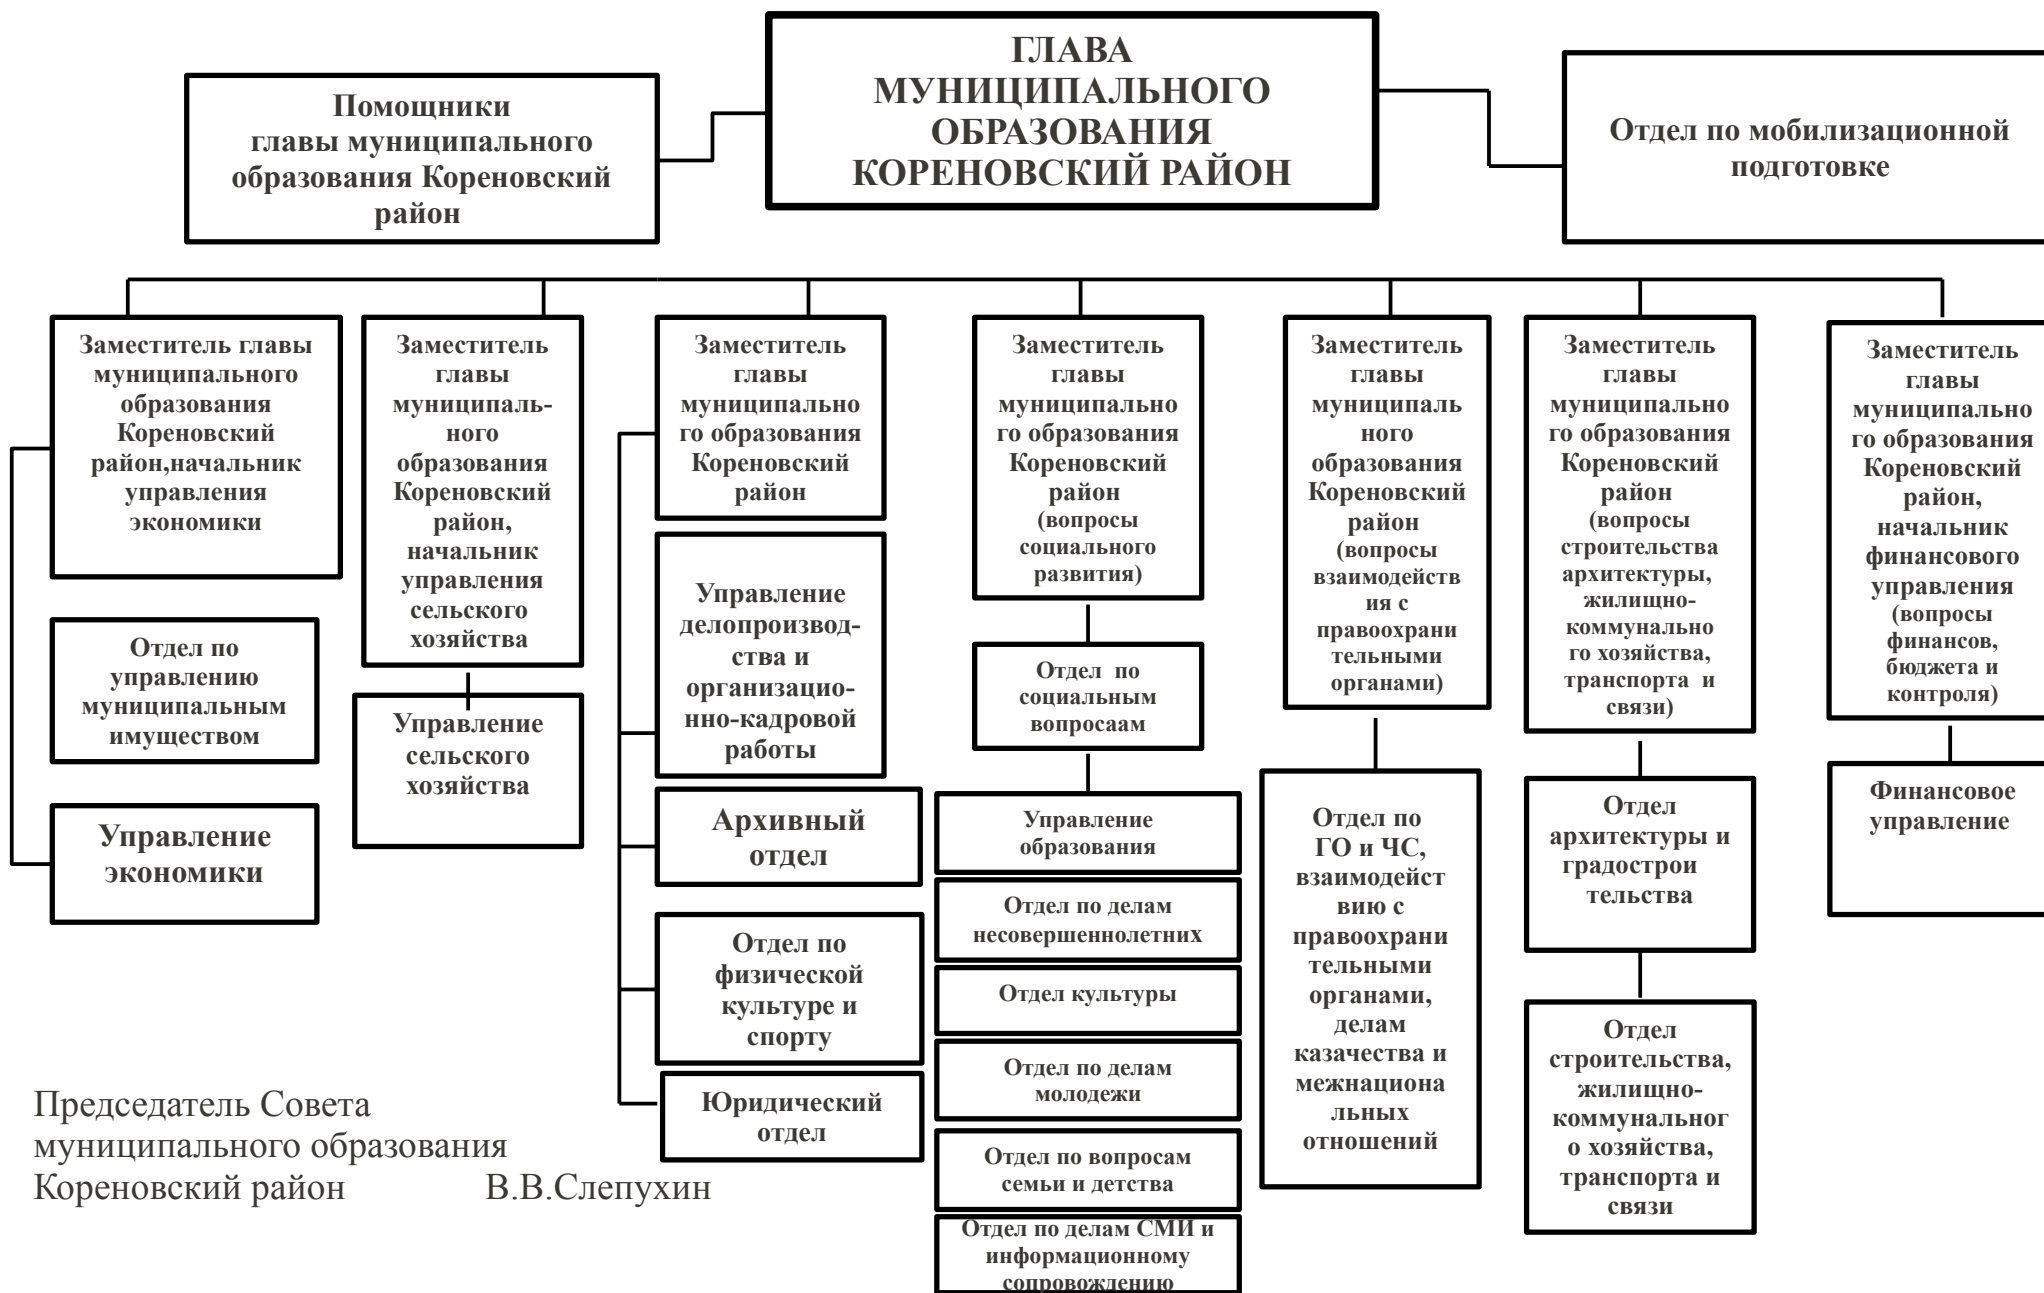 ГЛАВА
МУНИЦИПАЛЬНОГО
ОБРАЗОВАНИЯ
КОРЕНОВСКИЙ РАЙОН
Помощники
главы муниципального
образования Кореновский
район
Отдел по мобилизационной
подготовке
Заместитель главы
муниципального
образования
Кореновский
район,начальник
управления
экономики
Отдел по
управлению
муниципальным
имуществом
Управление
экономики
Заместитель
главы
муниципаль-
ного
образования
Кореновский
район,
начальник
управления
сельского
хозяйства
Управление
сельского
хозяйства
Заместитель
главы
муниципально
го образования
Кореновский
район
Управление
делопроизвод-
ства и
организацио-
нно-кадровой
работы
Архивный
отдел
Отдел по
физической
культуре и
спорту
Юридический
отдел
Заместитель
главы
муниципально
го образования
Кореновский
район
(вопросы
социального
развития)
Отдел по
социальным
вопросаам
Управление
образования
Отдел по делам
несовершеннолетних
Отдел культуры
Отдел по делам
молодежи
Отдел по вопросам
семьи и детства
Отдел по делам СМИ и
информационному
сопровождению
Заместитель
главы
муниципаль
ного
образования
Кореновский
район
(вопросы
взаимодейств
ия с
правоохрани
тельными
органами)
Отдел по
ГО и ЧС,
взаимодейст
вию с
правоохрани
тельными
органами,
делам
казачества и
межнациона
льных
отношений
Заместитель
главы
муниципально
го образования
Кореновский
район
(вопросы
строительства
архитектуры,
жилищно-
коммунально
го хозяйства,
транспорта и
связи)
Отдел
архитектуры и
градострои
тельства
Отдел
строительства,
жилищно-
коммунальног
о хозяйства,
транспорта и
связи
Заместитель
главы
муниципально
го образования
Кореновский
район,
начальник
финансового
управления
(вопросы
финансов,
бюджета и
контроля)
Финансовое
управление
Председатель Совета
муниципального образования
Кореновский район В.В.Слепухин